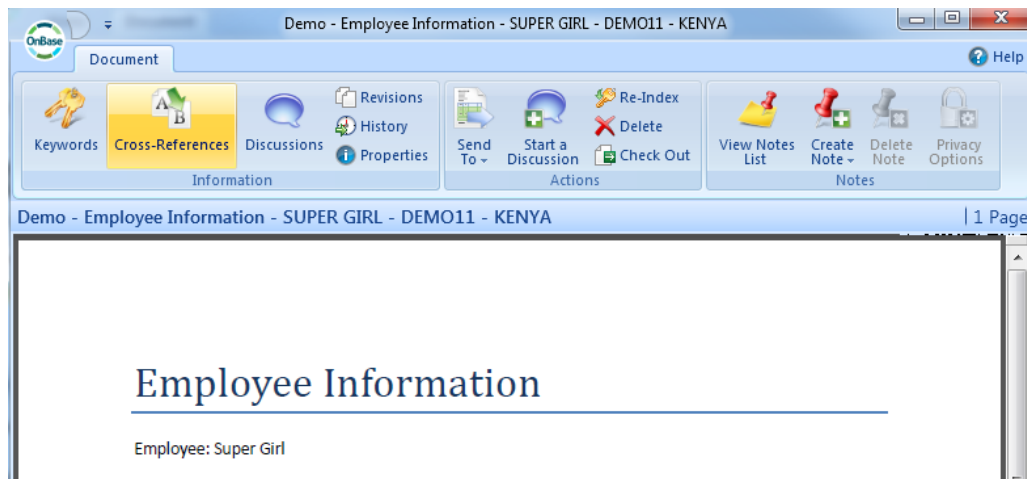 Demo - Employee Information - SUPER GIRL - DEMO11 - KENYA
OnBase
Document
Help
Keywords
Cross-References
Discussions
Revisions
History
Properties
Information
Send To
Start a Discussion
Re-Index
Delete
Check Out
Actions
View Notes List
Create Note
Delete Note
Privacy Options
Notes
Demo - Employee Information - SUPER GIRL - DEMO11 - KENYA
1 Page
Employee Information
Employee: Super Girl